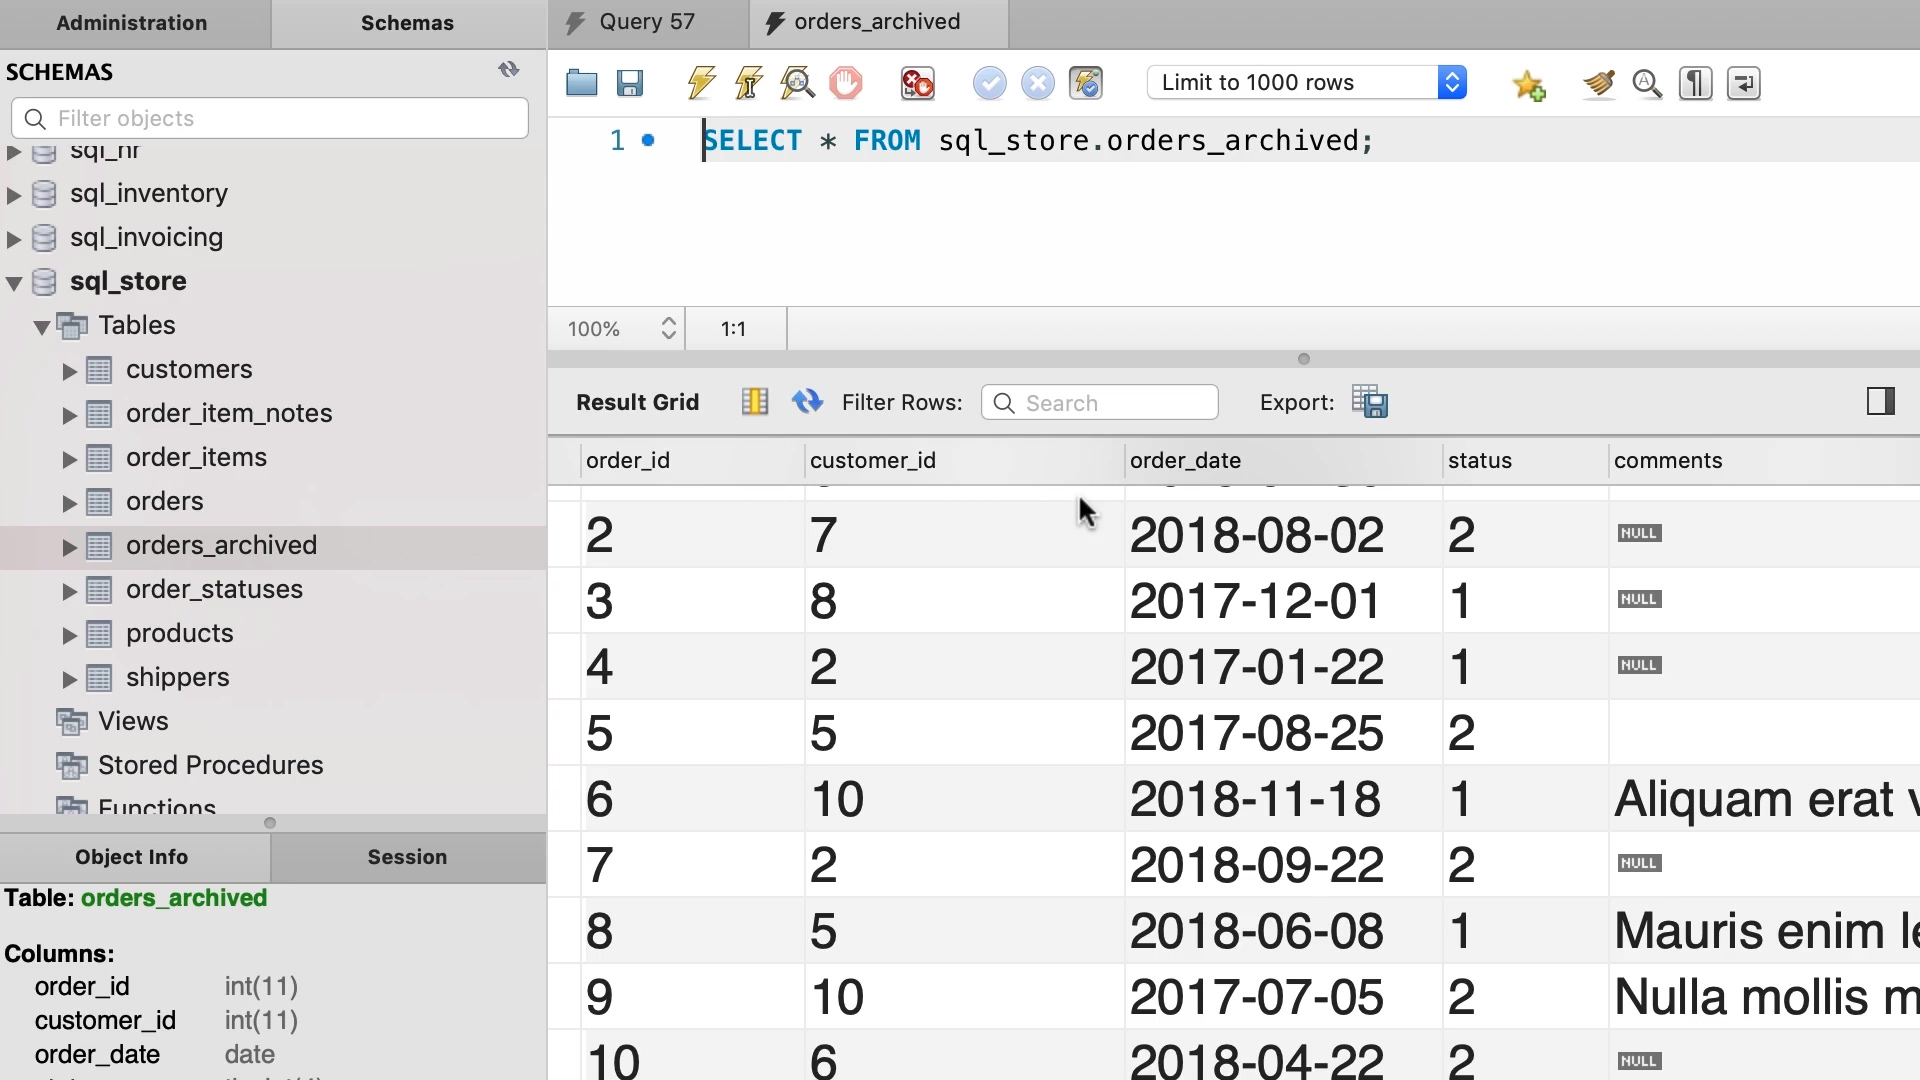 Administration
Schemas
Query 57
orders_archived
SCHEMAS
Filter objects
Limit to 1000 rows
sql_hr
sql_inventory
sql_invoicing
sql_store
Tables
customers
order_item_notes
order_items
orders
orders_archived
order_statuses
products
shippers
Views
Stored Procedures
Functions
Object Info
Session
Table: orders_archived
Columns:
order_id int(11)
customer_id int(11)
order_date date
1 SELECT * FROM sql_store.orders_archived;
100% 1:1
Result Grid Filter Rows: Search Export:
order_id customer_id order_date status comments
2 7 2018-08-02 2 NULL
3 8 2017-12-01 1 NULL
4 2 2017-01-22 1 NULL
5 5 2017-08-25 2
6 10 2018-11-18 1 Aliquam erat v
7 2 2018-09-22 2 NULL
8 5 2018-06-08 1 Mauris enim le
9 10 2017-07-05 2 Nulla mollis m
10 6 2018-04-22 2 NULL